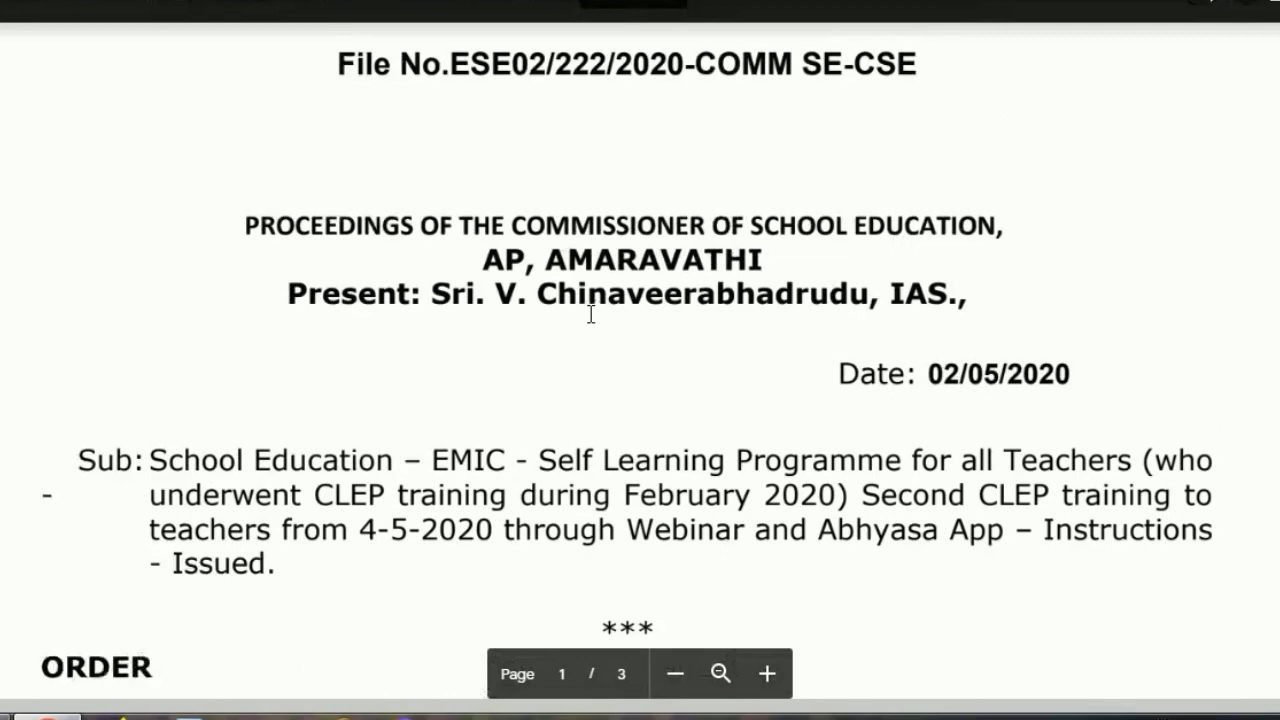 File No.ESE02/222/2020-COMM SE-CSE
PROCEEDINGS OF THE COMMISSIONER OF SCHOOL EDUCATION,
AP, AMARAVATHI
Present: Sri. V. Chinaveerabhadrudu, IAS.,
Date: 02/05/2020
Sub: School Education – EMIC - Self Learning Programme for all Teachers (who
- underwent CLEP training during February 2020) Second CLEP training to
teachers from 4-5-2020 through Webinar and Abhyasa App – Instructions
- Issued.
***
ORDER
Page 1 / 3